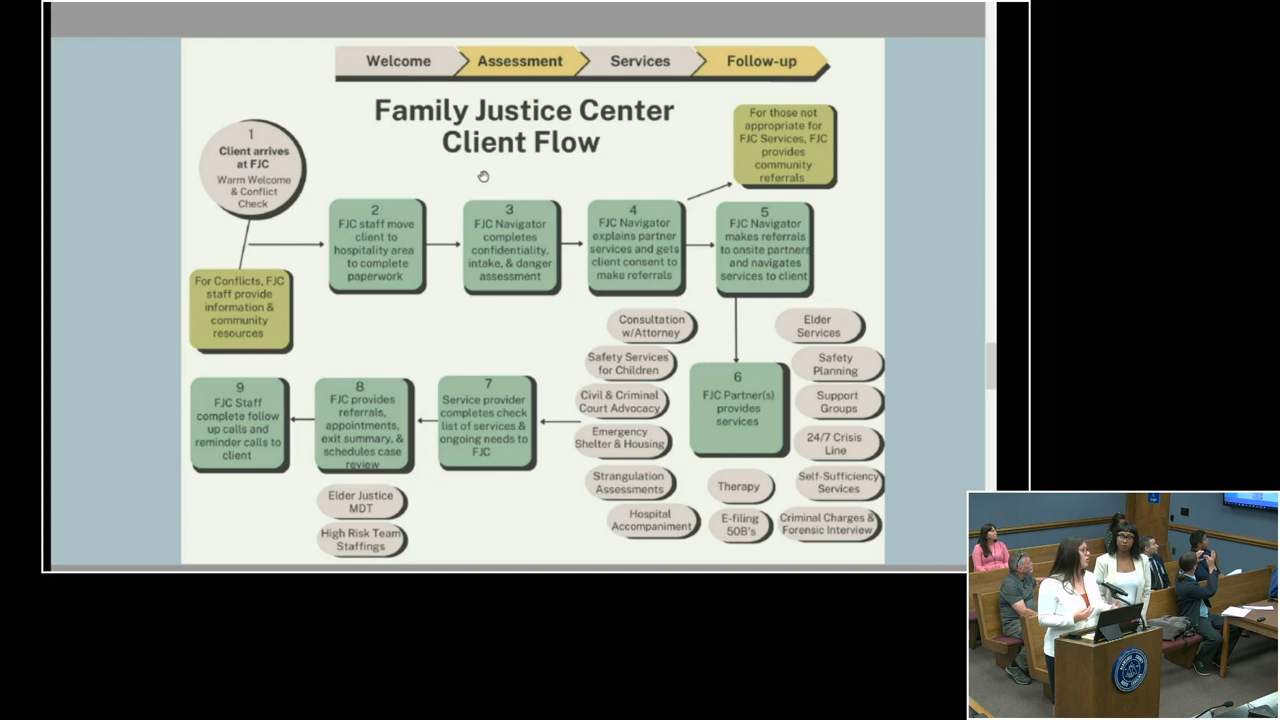 Welcome
Assessment
Services
Follow-up
Family Justice Center
Client Flow
1
Client arrives
at FJC
Warm Welcome
& Conflict
Check
For Conflicts, FJC
staff provide
information &
community
resources
2
FJC staff move
client to
hospitality area
to complete
paperwork
3
FJC Navigator
completes
confidentiality,
intake, & danger
assessment
4
FJC Navigator
explains partner
services and gets
client consent to
make referrals
For those not
appropriate for
FJC Services, FJC
provides
community
referrals
5
FJC Navigator
makes referrals
to onsite partners
and navigates
services to client
6
FJC Partner(s)
provides
services
Consultation
w/Attorney
Safety Services
for Children
Civil & Criminal
Court Advocacy
Emergency
Shelter & Housing
Strangulation
Assessments
Hospital
Accompaniment
Therapy
E-filing
50B's
Elder
Services
Safety
Planning
Support
Groups
24/7 Crisis
Line
Self-Sufficiency
Services
Criminal Charges &
Forensic Interview
7
Service provider
completes check
list of services &
ongoing needs to
FJC
8
FJC provides
referrals,
appointments,
exit summary, &
schedules case
review
Elder Justice
MDT
High Risk Team
Staffings
9
FJC Staff
complete follow
up calls and
reminder calls to
client